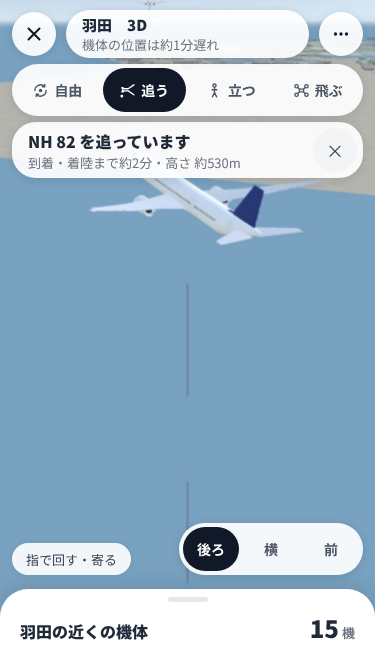 羽田　3D
機体の位置は約1分遅れ
自由
追う
立つ
飛ぶ
NH 82 を追っています
到着・着陸まで約2分・高さ 約530m
指で回す・寄る
後ろ
横
前
羽田の近くの機体
15 機